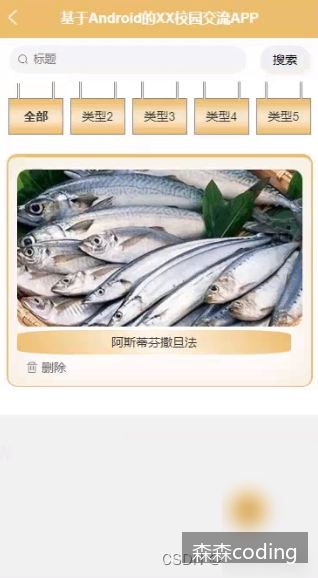 基于Android的XX校园交流APP
标题 搜索
全部 类型2 类型3 类型4 类型5
阿斯蒂芬撒旦法
删除
CSDN @
森森coding